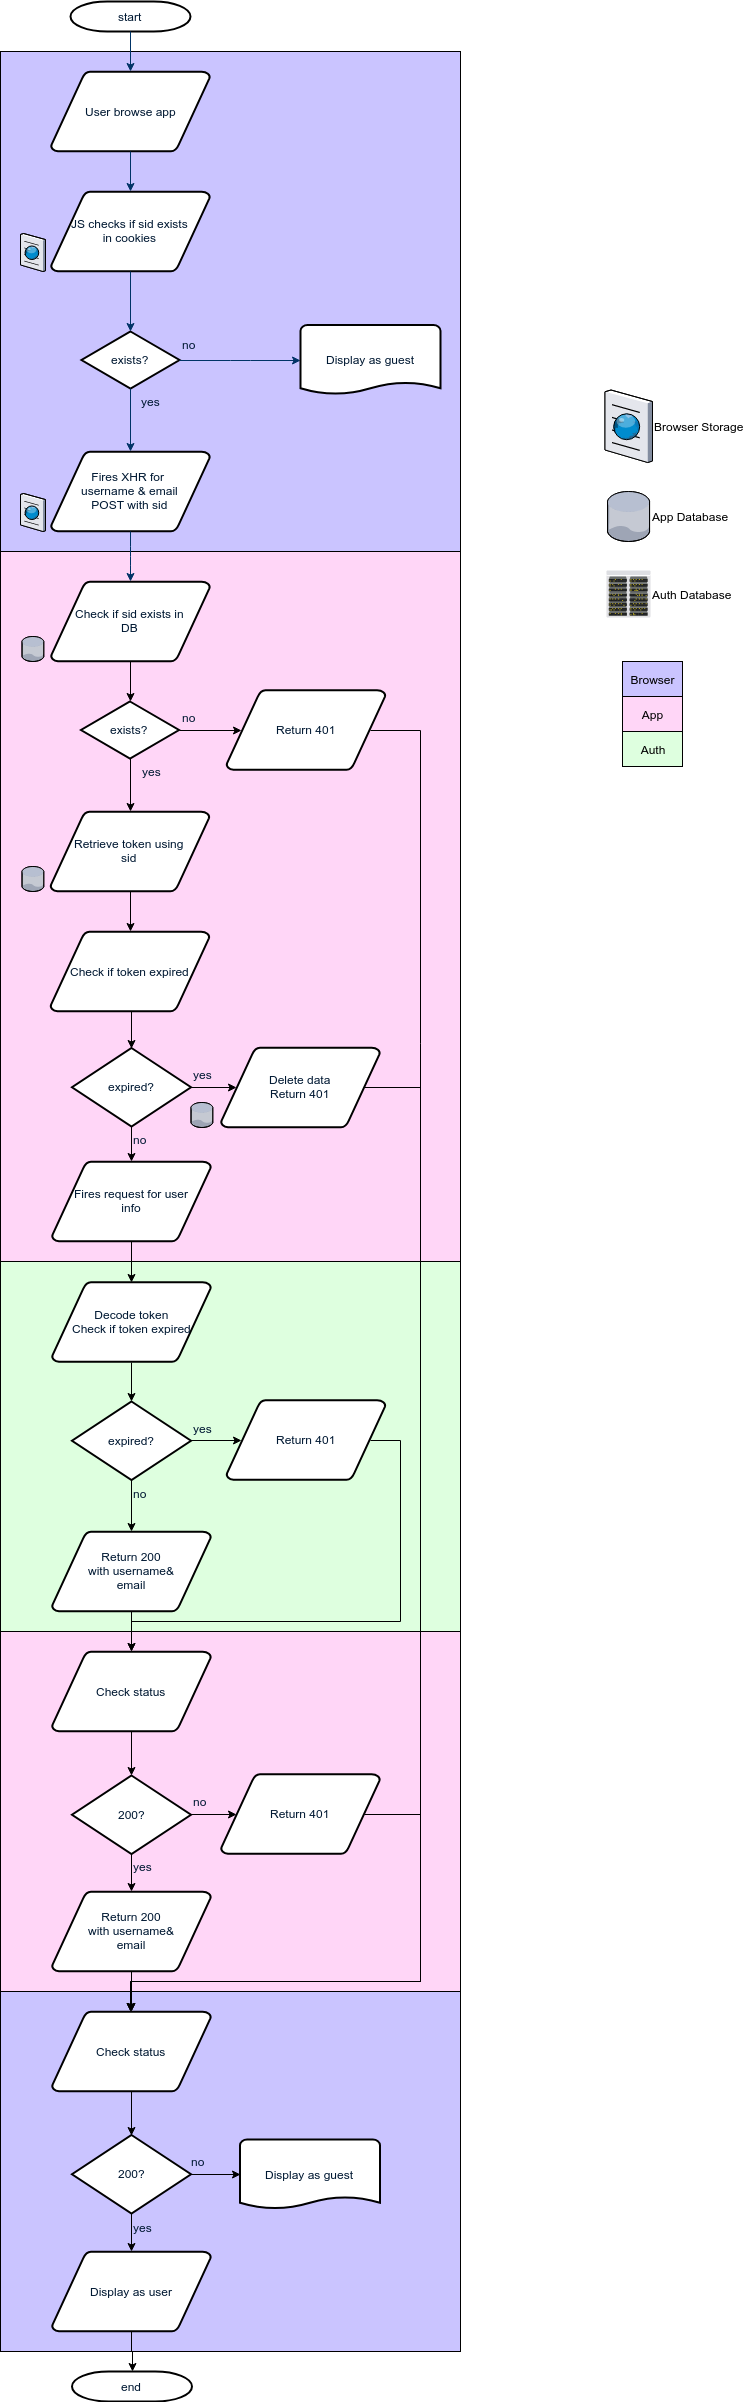 start
User browse app
JS checks if sid exists
in cookies
exists?
no
Display as guest
yes
Fires XHR for
username & email
POST with sid
Browser Storage
App Database
Auth Database
Browser
App
Auth
Check if sid exists in
DB
exists?
no
Return 401
yes
Retrieve token using
sid
Check if token expired
expired?
yes
Delete data
Return 401
no
Fires request for user
info
Decode token
Check if token expired
expired?
yes
Return 401
no
Return 200
with username&
email
Check status
200?
no
Return 401
yes
Return 200
with username&
email
Check status
200?
no
Display as guest
yes
Display as user
end